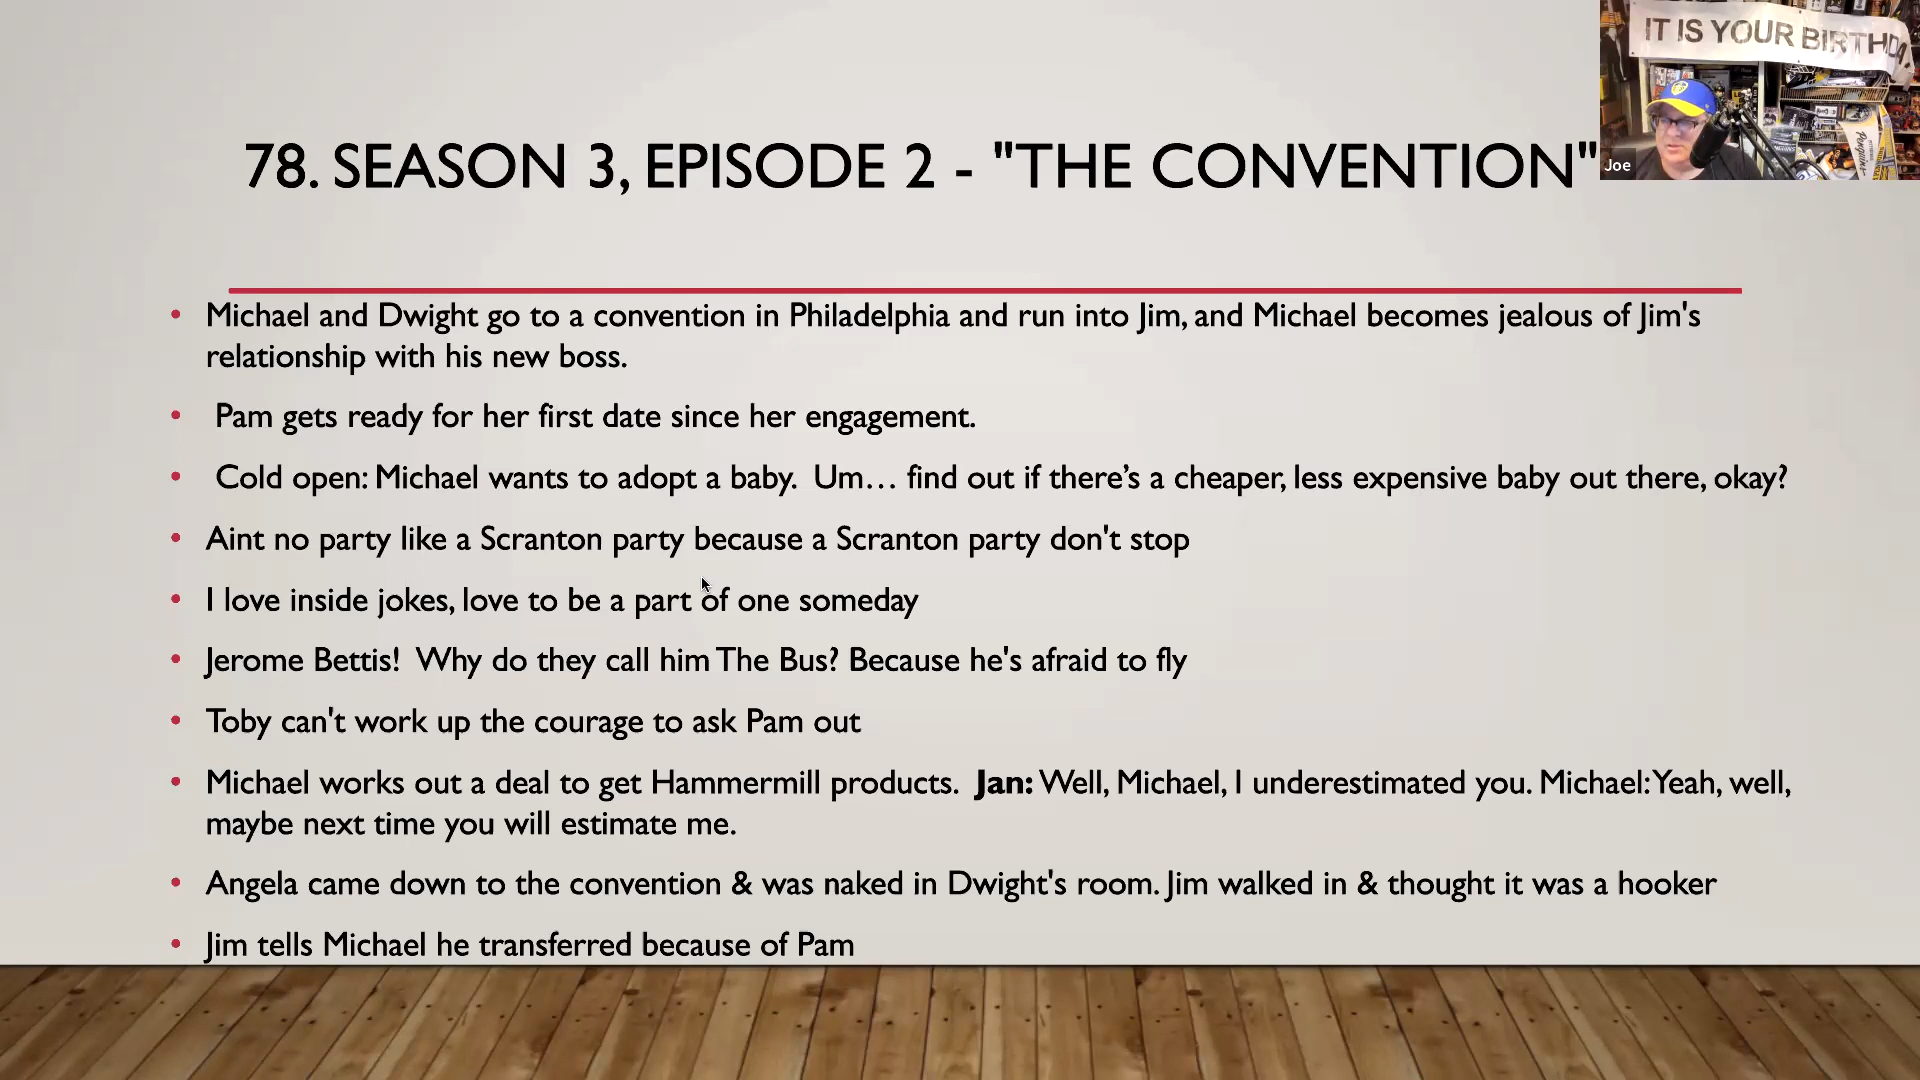 IT IS YOUR BIRTHDA
Joe
78. SEASON 3, EPISODE 2 - "THE CONVENTION"
• Michael and Dwight go to a convention in Philadelphia and run into Jim, and Michael becomes jealous of Jim's
relationship with his new boss.
• Pam gets ready for her first date since her engagement.
• Cold open: Michael wants to adopt a baby.  Um… find out if there’s a cheaper, less expensive baby out there, okay?
• Aint no party like a Scranton party because a Scranton party don't stop
• I love inside jokes, love to be a part of one someday
• Jerome Bettis!  Why do they call him The Bus? Because he's afraid to fly
• Toby can't work up the courage to ask Pam out
• Michael works out a deal to get Hammermill products.  Jan: Well, Michael, I underestimated you. Michael: Yeah, well,
maybe next time you will estimate me.
• Angela came down to the convention & was naked in Dwight's room. Jim walked in & thought it was a hooker
• Jim tells Michael he transferred because of Pam